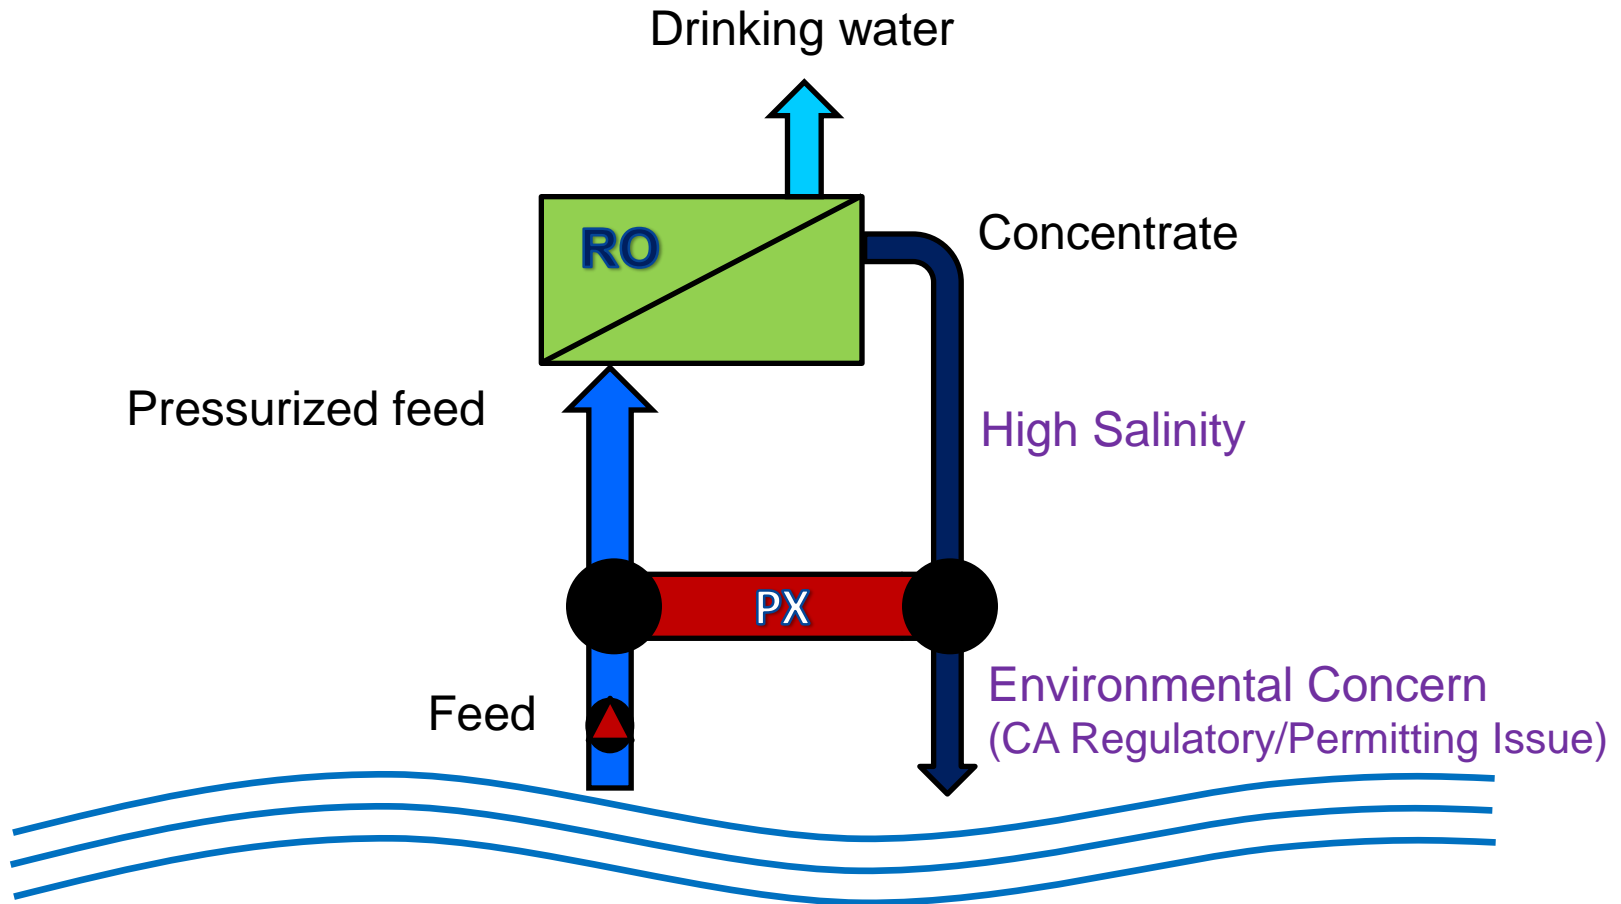 Drinking water
RO
Concentrate
Pressurized feed
High Salinity
PX
Feed
Environmental Concern
(CA Regulatory/Permitting Issue)